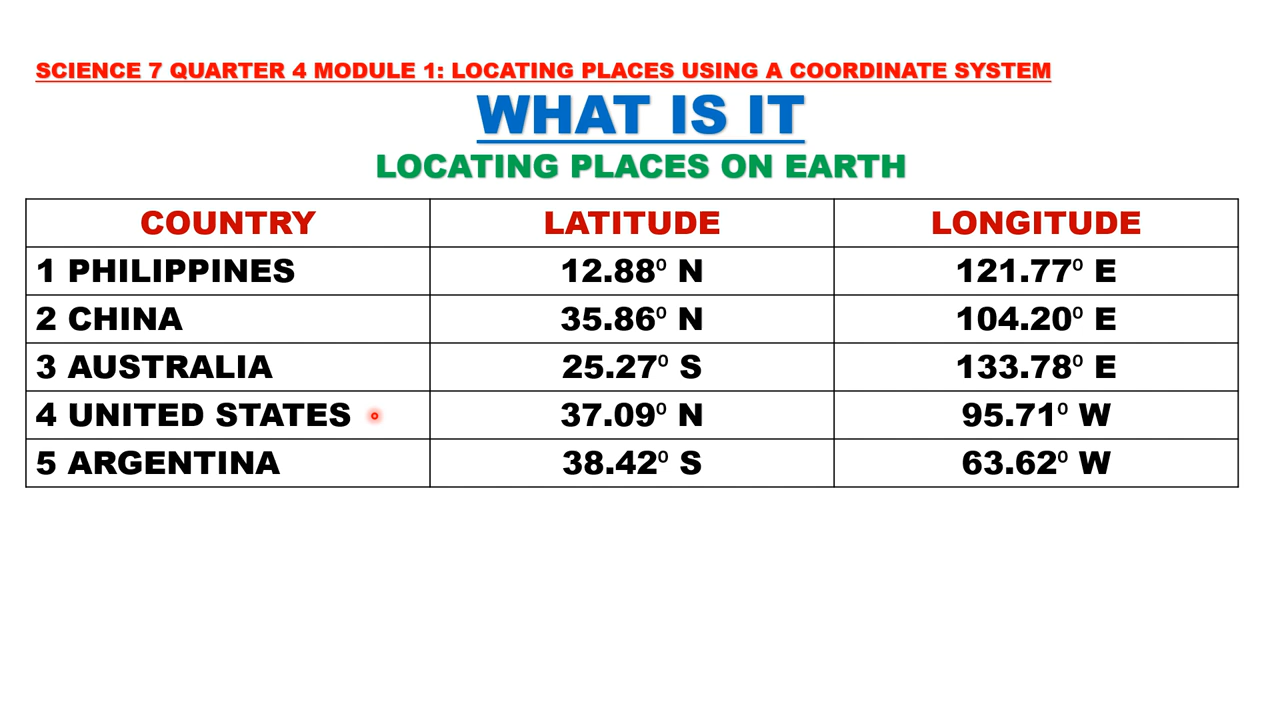 SCIENCE 7 QUARTER 4 MODULE 1: LOCATING PLACES USING A COORDINATE SYSTEM
WHAT IS IT
LOCATING PLACES ON EARTH
COUNTRY LATITUDE LONGITUDE
1 PHILIPPINES 12.88⁰ N 121.77⁰ E
2 CHINA 35.86⁰ N 104.20⁰ E
3 AUSTRALIA 25.27⁰ S 133.78⁰ E
4 UNITED STATES 37.09⁰ N 95.71⁰ W
5 ARGENTINA 38.42⁰ S 63.62⁰ W